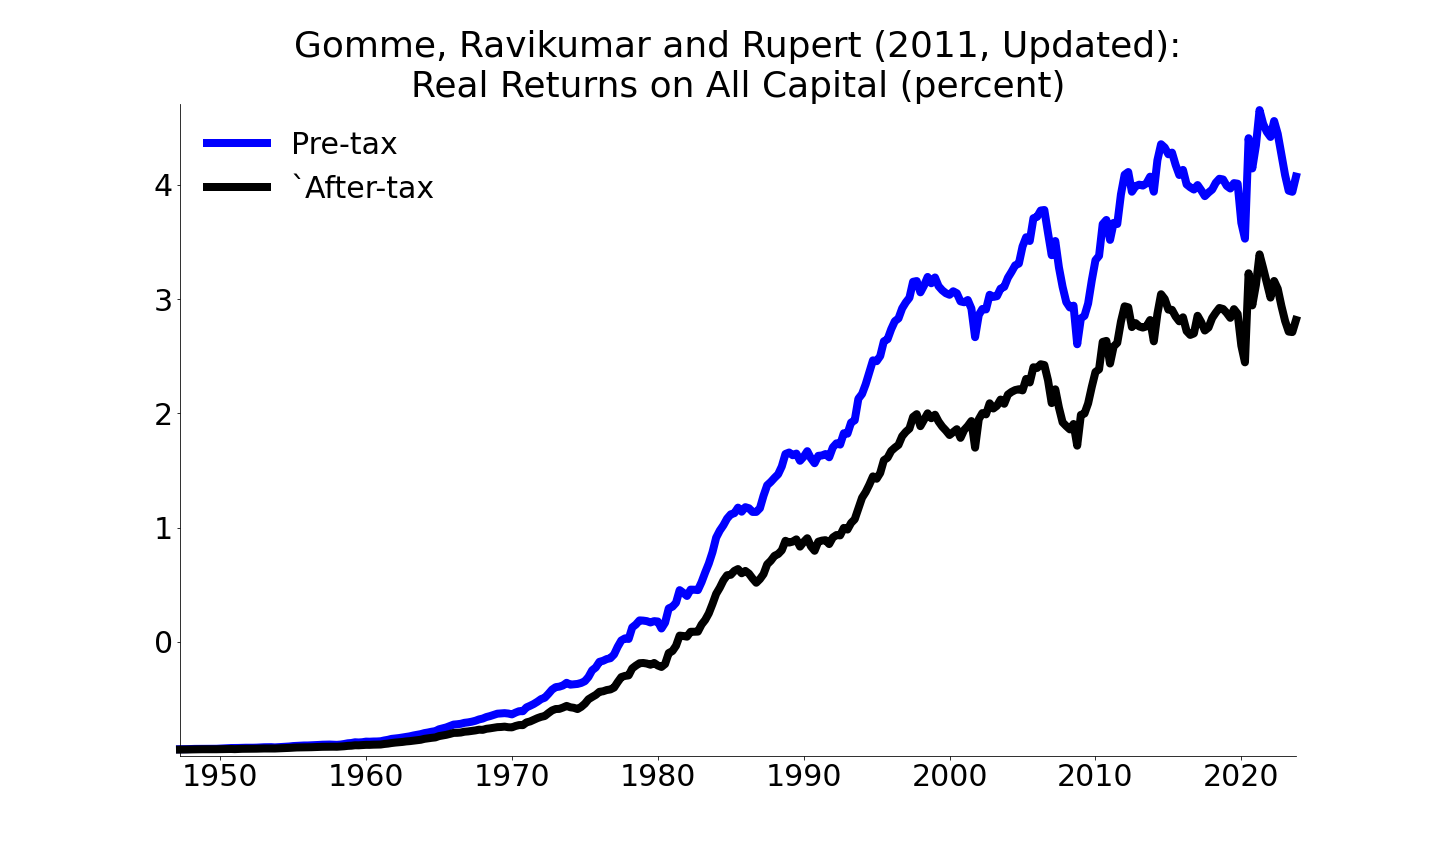 Gomme, Ravikumar and Rupert (2011, Updated):
Real Returns on All Capital (percent)
Pre-tax
`After-tax
4
3
2
1
0
1950 1960 1970 1980 1990 2000 2010 2020